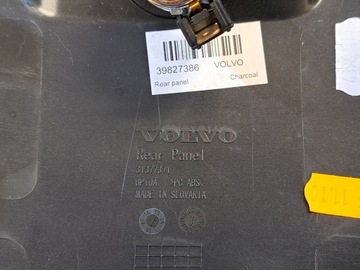 39827386 VOLVO
Rear panel Charcoal
VOLVO
Rear Panel
MADE IN SLOVAKIA